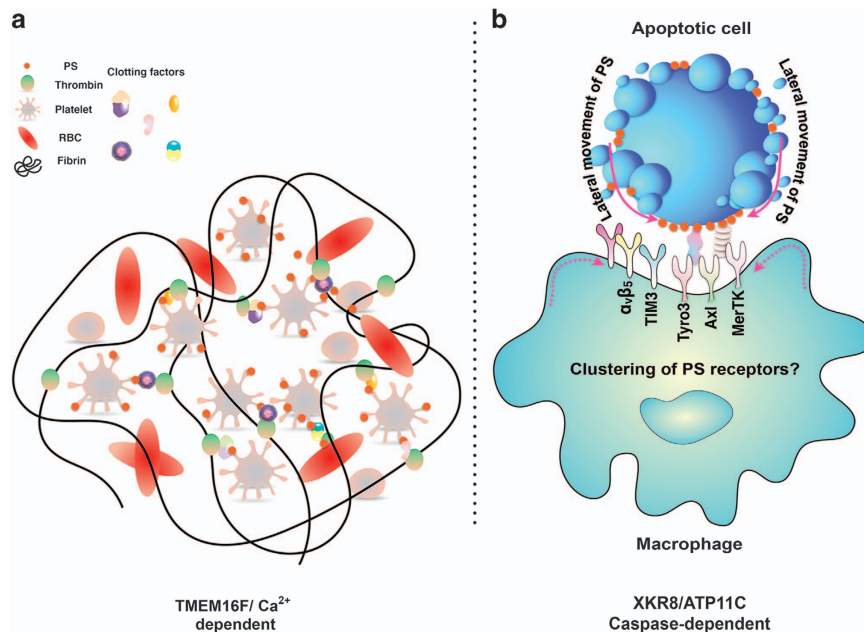 a
PS
Thrombin
Platelet
RBC
Fibrin
Clotting factors
TMEM16F/ Ca²⁺
dependent
b
Apoptotic cell
Lateral movement of PS
Lateral movement of PS
αvβ5
TIM3
Tyro3
Axl
MerTK
Clustering of PS receptors?
Macrophage
XKR8/ATP11C
Caspase-dependent